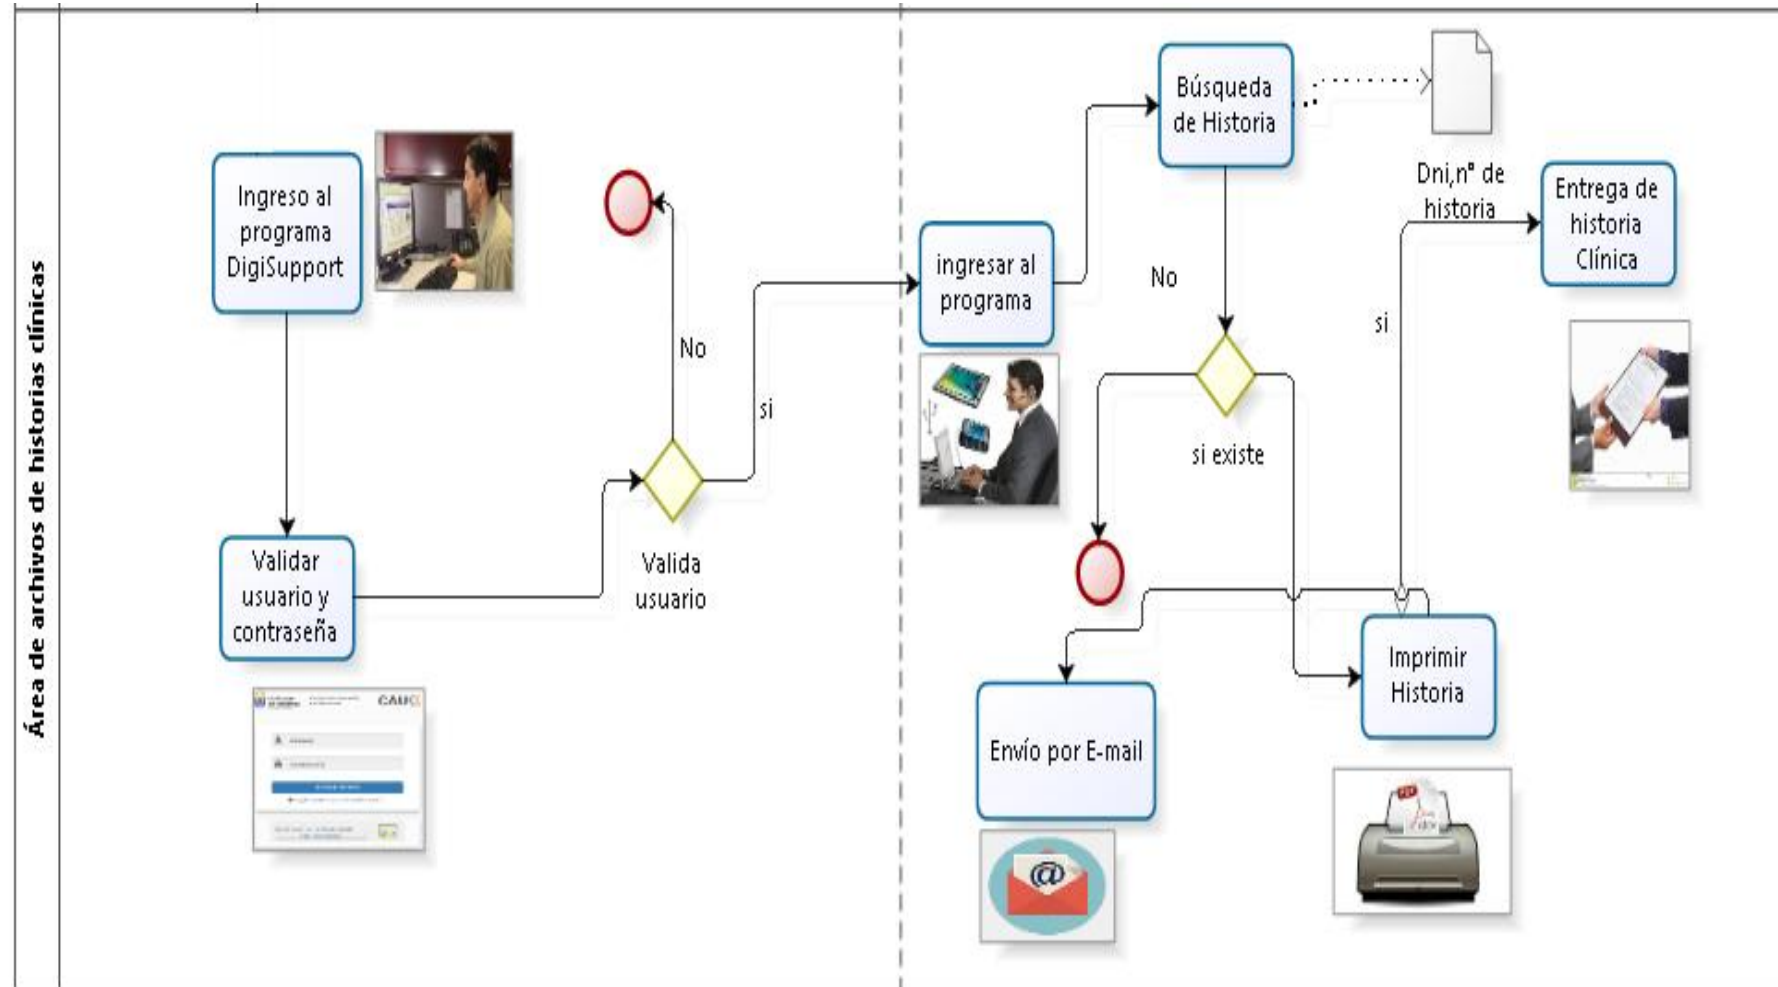 Área de archivos de historias clínicas
Ingreso al
programa
DigiSupport
Validar
usuario y
contraseña
CAU
No
si
Valida
usuario
ingresar al
programa
Búsqueda
de Historia
Dni,n° de
historia
No
si existe
si
Entrega de
historia
Clínica
Imprimir
Historia
Envío por E-mail
@
PDF